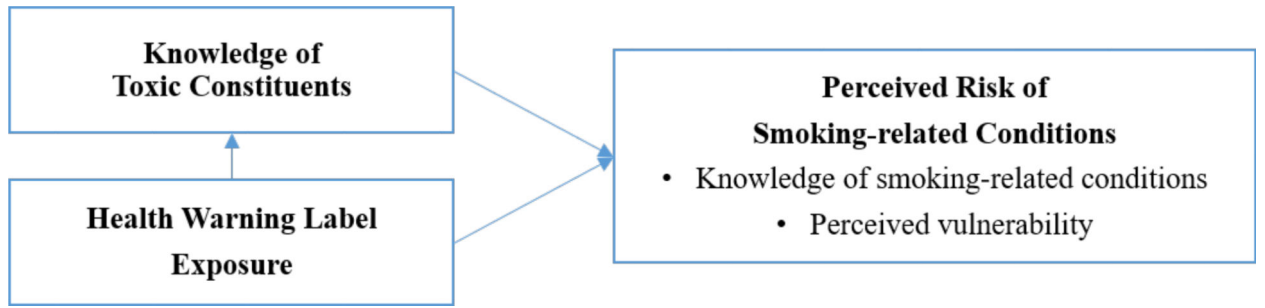 Knowledge of
Toxic Constituents
Health Warning Label
Exposure
Perceived Risk of
Smoking-related Conditions
• Knowledge of smoking-related conditions
• Perceived vulnerability